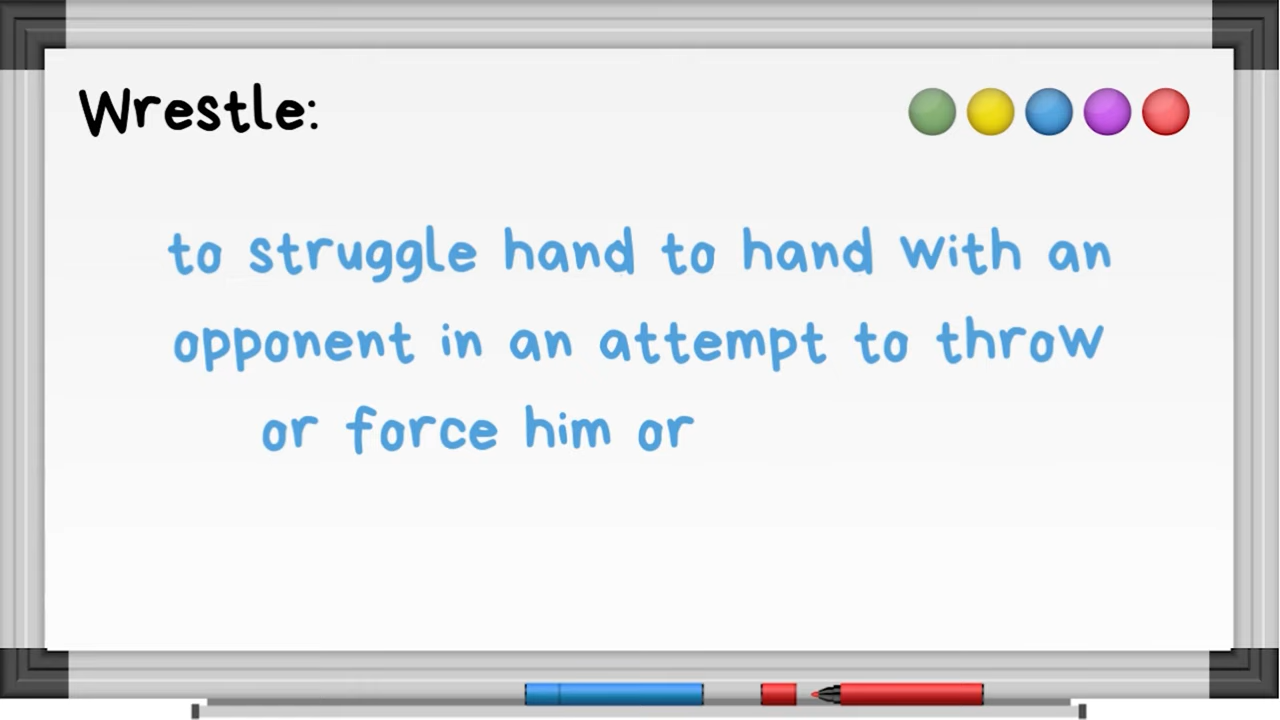 Wrestle:
to struggle hand to hand with an
opponent in an attempt to throw
or force him or